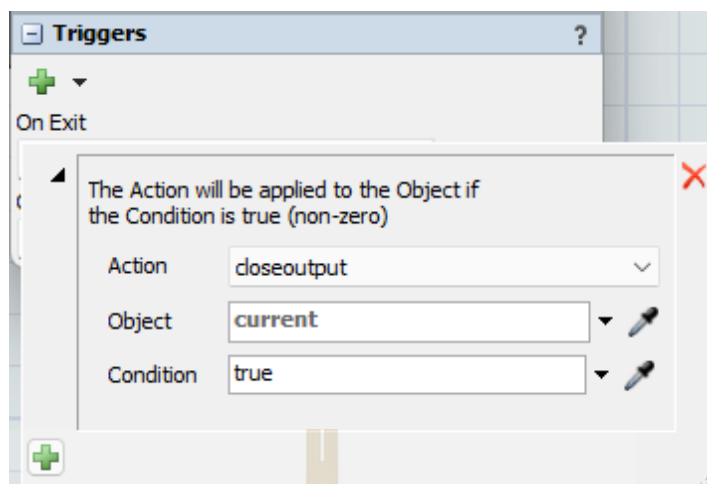 Triggers
?
On Exit
The Action will be applied to the Object if
the Condition is true (non-zero)
Action closeoutput
Object current
Condition true